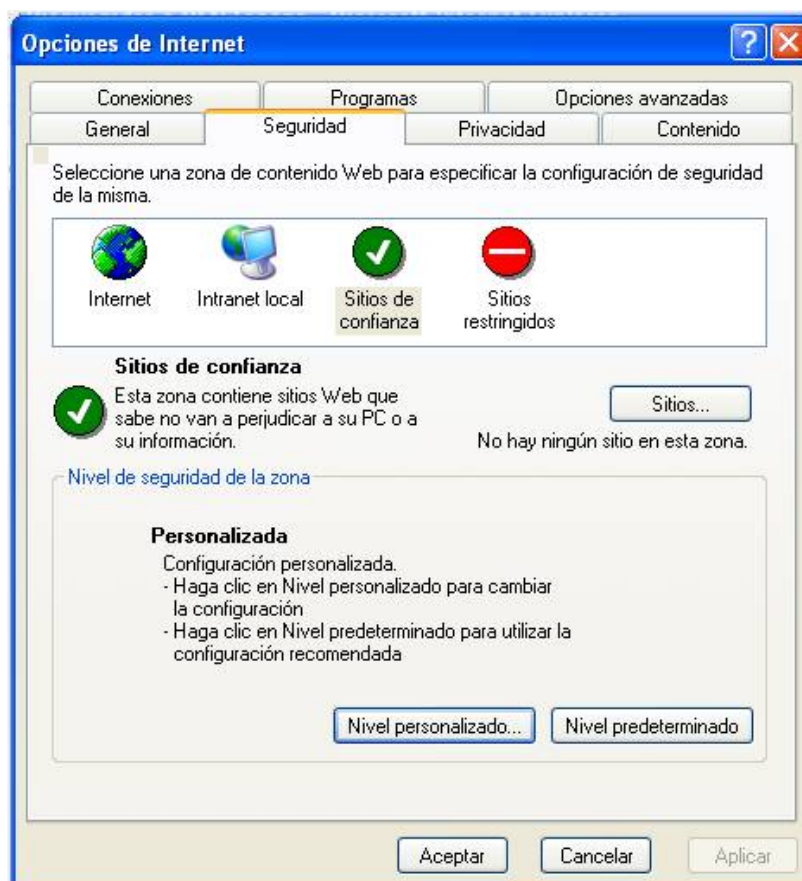 Opciones de Internet
Conexiones
Programas
Opciones avanzadas
General
Seguridad
Privacidad
Contenido
Seleccione una zona de contenido Web para especificar la configuración de seguridad
de la misma.
Internet
Intranet local
Sitios de
confianza
Sitios
restringidos
Sitios de confianza
Esta zona contiene sitios Web que
sabe no van a perjudicar a su PC o a
su información.
Sitios...
No hay ningún sitio en esta zona.
Nivel de seguridad de la zona
Personalizada
Configuración personalizada.
- Haga clic en Nivel personalizado para cambiar
la configuración
- Haga clic en Nivel predeterminado para utilizar la
configuración recomendada
Nivel personalizado...
Nivel predeterminado
Aceptar
Cancelar
Aplicar